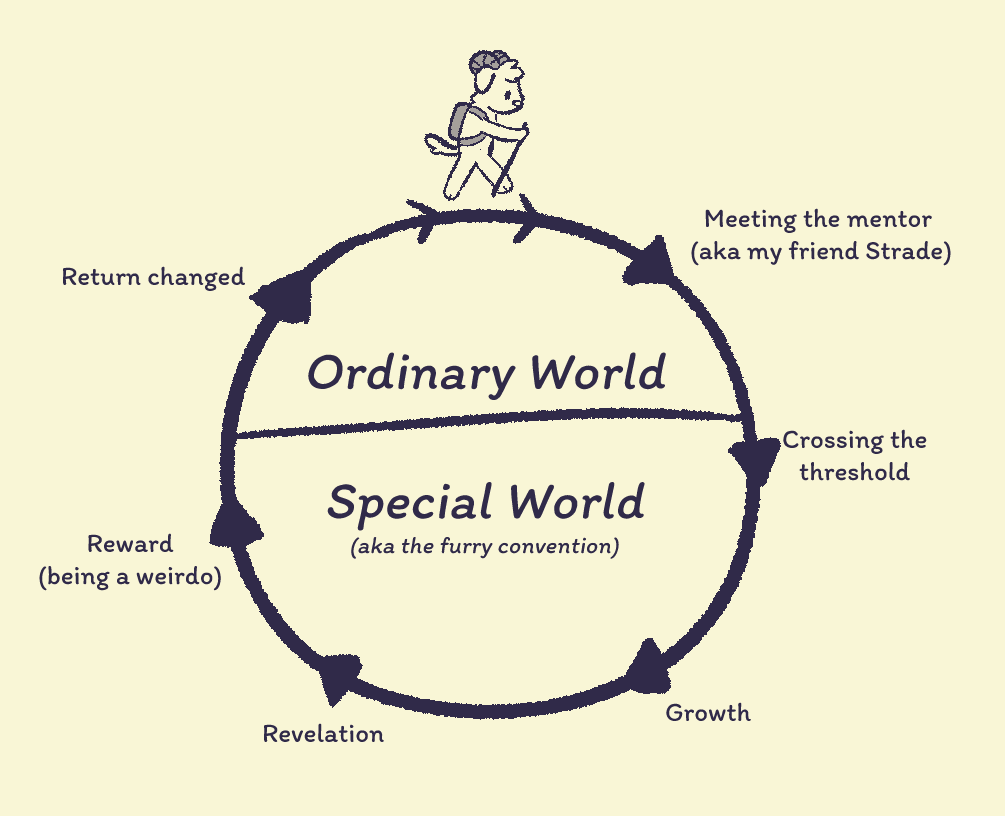 Meeting the mentor
(aka my friend Strade)
Return changed
Ordinary World
Crossing the
threshold
Special World
(aka the furry convention)
Reward
(being a weirdo)
Growth
Revelation